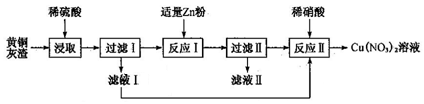 稀硫酸 适量Zn粉 稀硝酸
黄铜
灰渣
浸取 过滤Ⅰ 反应Ⅰ 过滤Ⅱ 反应Ⅱ Cu(NO₃)₂溶液
滤液Ⅰ 滤液Ⅱ